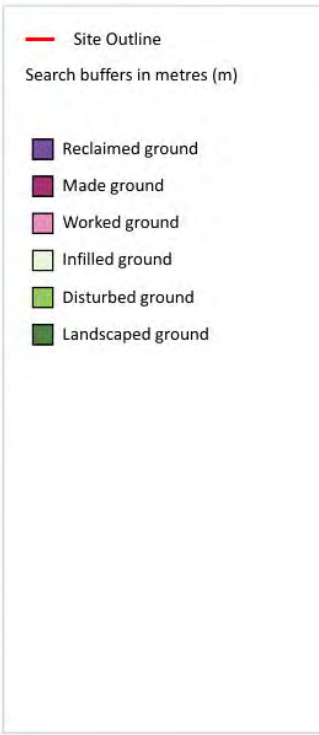 Site Outline
Search buffers in metres (m)
Reclaimed ground
Made ground
Worked ground
Infilled ground
Disturbed ground
Landscaped ground